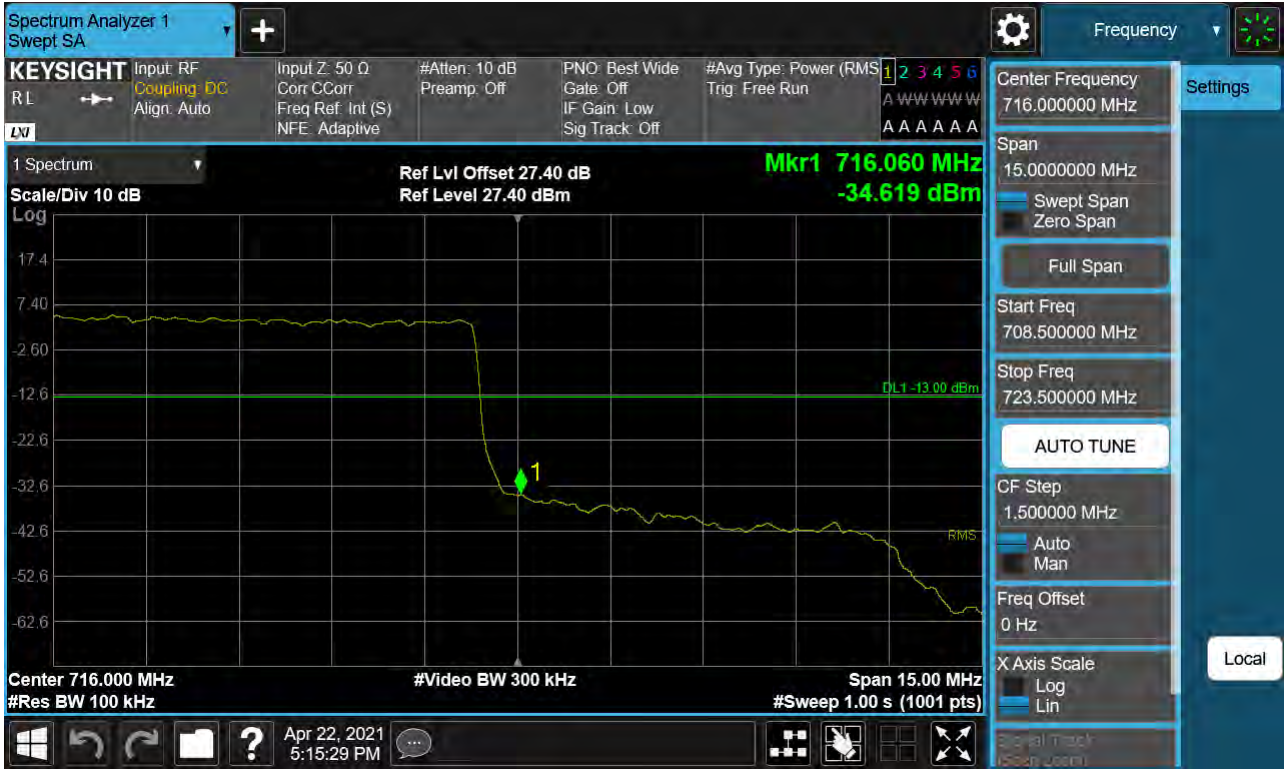 Spectrum Analyzer 1
Swept SA
+
Frequency
KEYSIGHT
RL
LXI
Input: RF
Coupling: DC
Align: Auto
Input Z: 50 Ω
Corr CCorr
Freq Ref: Int (S)
NFE: Adaptive
#Atten: 10 dB
Preamp: Off
PNO: Best Wide
Gate: Off
IF Gain: Low
Sig Track: Off
#Avg Type: Power (RMS
Trig: Free Run
1 2 3 4 5 6
A W W W W W
A A A A A A
1 Spectrum
Scale/Div 10 dB
Log
Ref Lvl Offset 27.40 dB
Ref Level 27.40 dBm
Mkr1 716.060 MHz
-34.619 dBm
17.4
7.40
-2.60
-12.6
-22.6
-32.6
-42.6
-52.6
-62.6
DL1 -13.00 dBm
1
RMS
Center 716.000 MHz
#Res BW 100 kHz
#Video BW 300 kHz
Span 15.00 MHz
#Sweep 1.00 s (1001 pts)
Center Frequency
716.000000 MHz
Span
15.0000000 MHz
Swept Span
Zero Span
Full Span
Start Freq
708.500000 MHz
Stop Freq
723.500000 MHz
AUTO TUNE
CF Step
1.500000 MHz
Auto
Man
Freq Offset
0 Hz
X Axis Scale
Log
Lin
Signal Track
(Span Zoom)
Settings
Local
?
Apr 22, 2021
5:15:29 PM